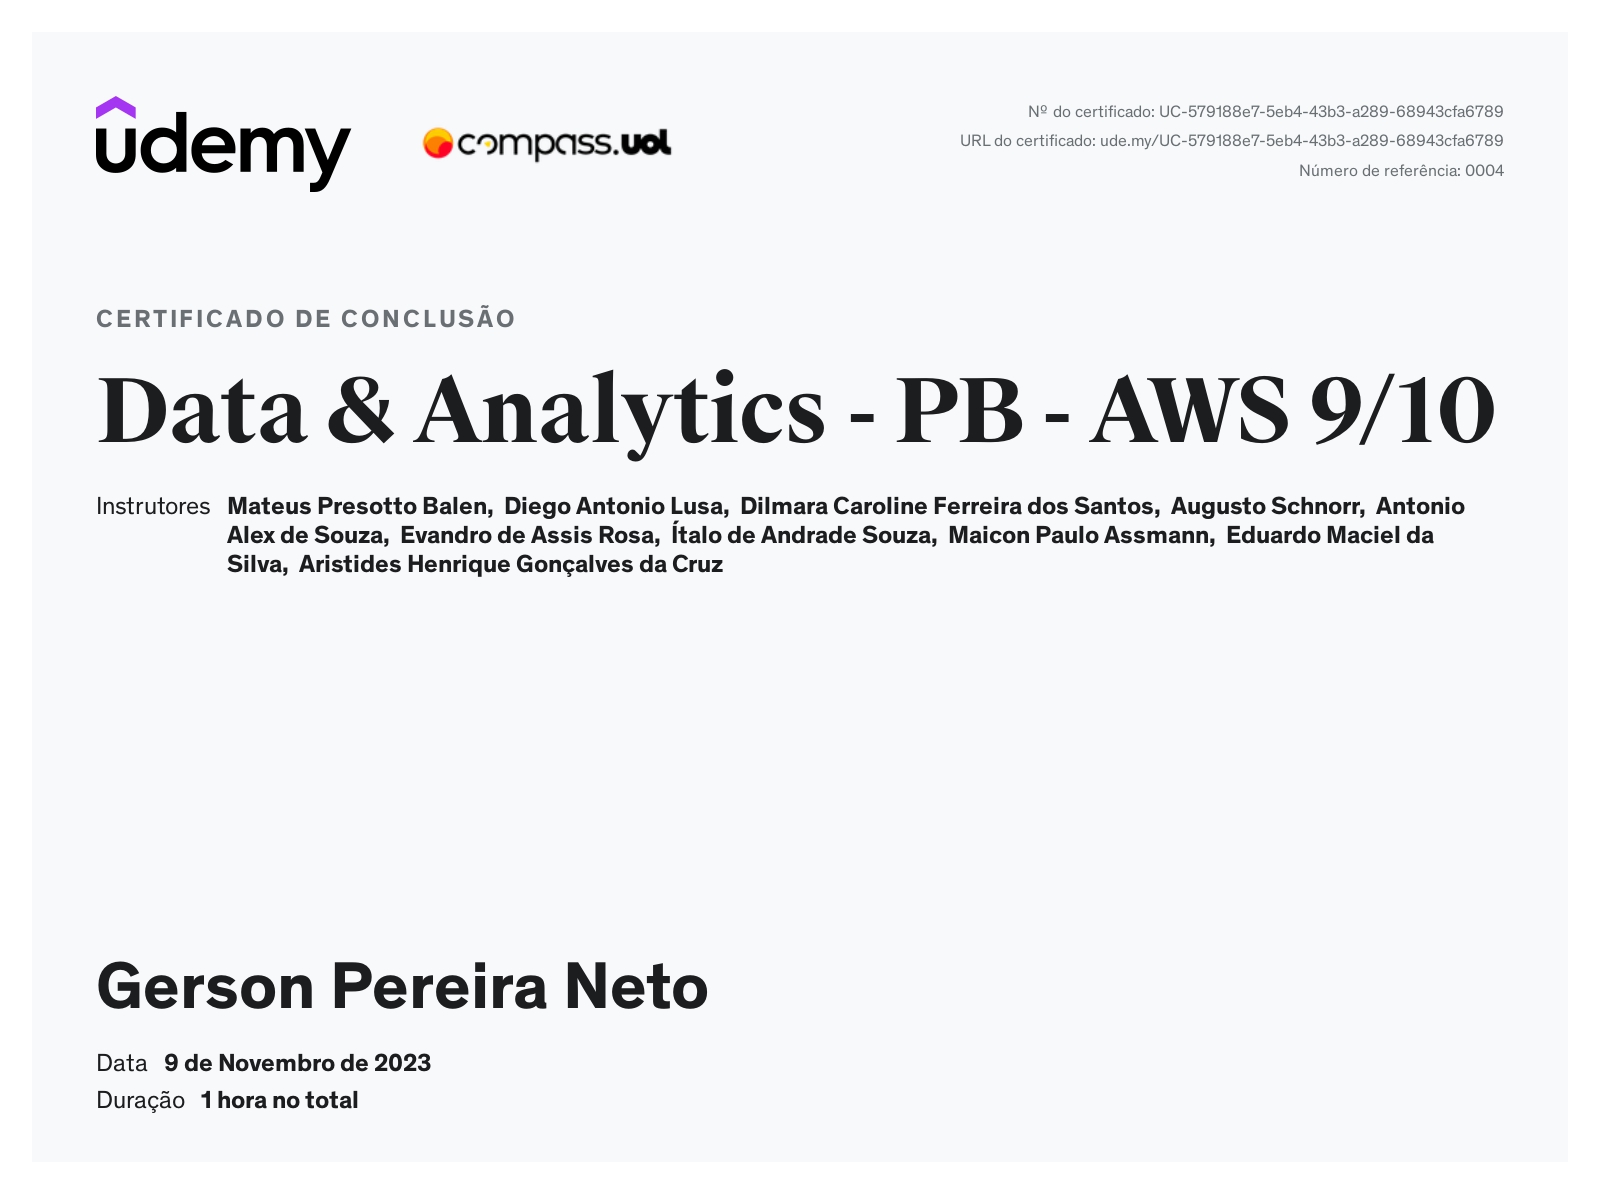 udemy
compass.uol
Nº do certificado: UC-579188e7-5eb4-43b3-a289-68943cfa6789
URL do certificado: ude.my/UC-579188e7-5eb4-43b3-a289-68943cfa6789
Número de referência: 0004
CERTIFICADO DE CONCLUSÃO
Data & Analytics - PB - AWS 9/10
Instrutores Mateus Presotto Balen, Diego Antonio Lusa, Dilmara Caroline Ferreira dos Santos, Augusto Schnorr, Antonio
Alex de Souza, Evandro de Assis Rosa, Ítalo de Andrade Souza, Maicon Paulo Assmann, Eduardo Maciel da
Silva, Aristides Henrique Gonçalves da Cruz
Gerson Pereira Neto
Data 9 de Novembro de 2023
Duração 1 hora no total